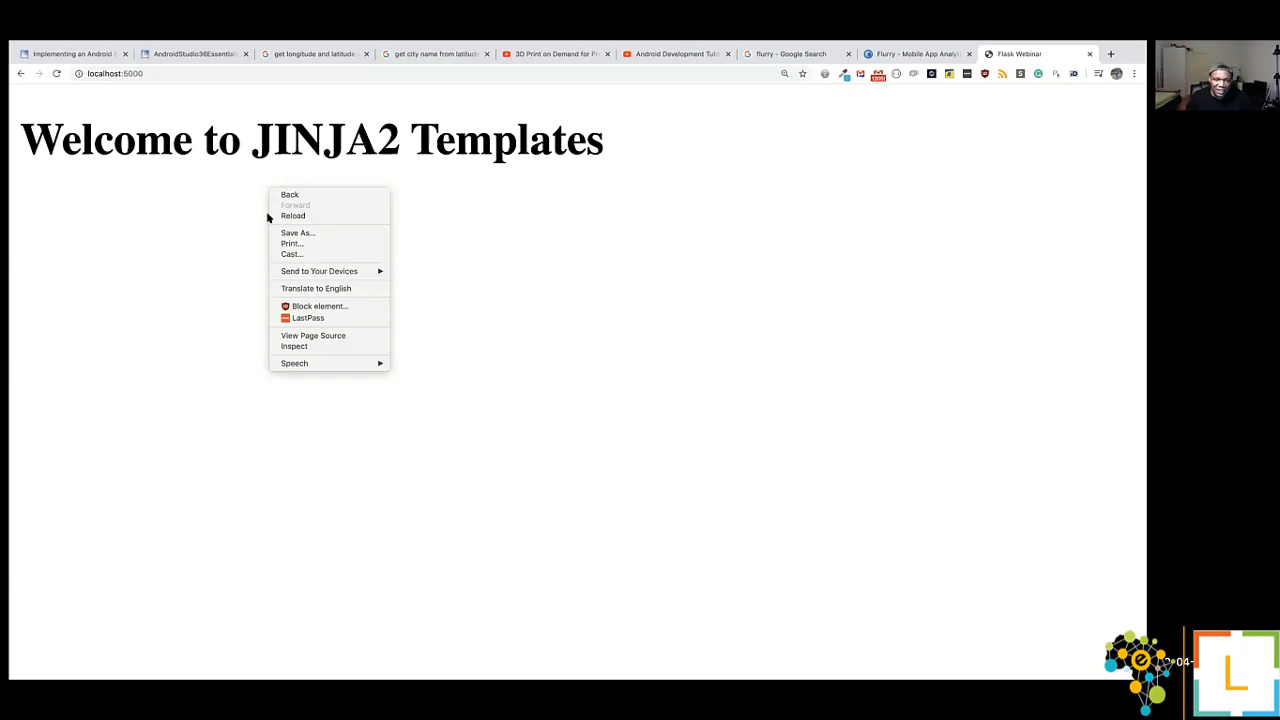 Implementing an Android S
AndroidStudio36Essentials
get longitude and latitude
get city name from latitude
3D Print on Demand for Pr
Android Development Tuto
flurry - Google Search
Flurry - Mobile App Analyt
Flask Webinar
localhost:5000
Welcome to JINJA2 Templates
Back
Forward
Reload
Save As...
Print...
Cast...
Send to Your Devices
Translate to English
Block element...
LastPass
View Page Source
Inspect
Speech
e
L